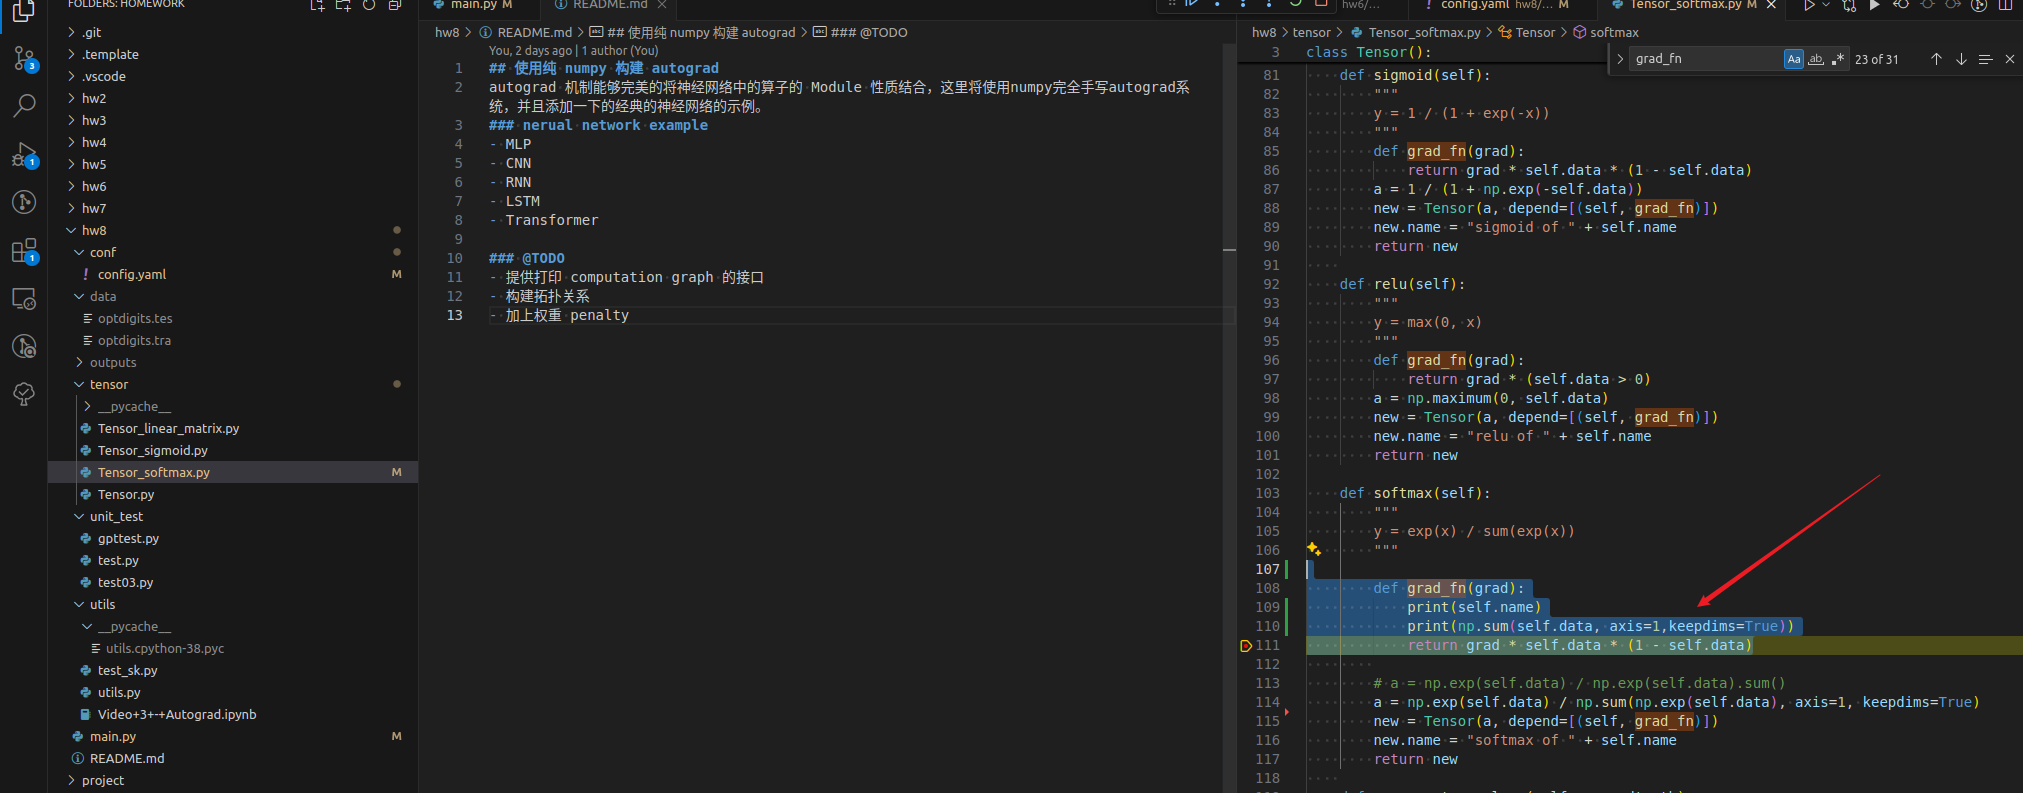 FOLDERS: HOMEWORK
.git
.template
.vscode
hw2
hw3
hw4
hw5
hw6
hw7
hw8
conf
! config.yaml M
data
optdigits.tes
optdigits.tra
outputs
tensor
__pycache__
Tensor_linear_matrix.py
Tensor_sigmoid.py
Tensor_softmax.py M
Tensor.py
unit_test
gpttest.py
test.py
test03.py
utils
__pycache__
utils.cpython-38.pyc
test_sk.py
utils.py
Video+3+-+Autograd.ipynb
main.py M
README.md
project
3
1
1
main.py M README.md
hw8 > README.md > ## 使用纯 numpy 构建 autograd > ### @TODO
You, 2 days ago | 1 author (You)
1 ## 使用纯 numpy 构建 autograd
2 autograd 机制能够完美的将神经网络中的算子的 Module 性质结合，这里将使用numpy完全手写autograd系
统，并且添加一下的经典的神经网络的示例。
3 ### nerual network example
4 - MLP
5 - CNN
6 - RNN
7 - LSTM
8 - Transformer
9
10 ### @TODO
11 - 提供打印 computation graph 的接口
12 - 构建拓扑关系
13 - 加上权重 penalty
hw6/... ! config.yaml hw8/... M Tensor_softmax.py M
hw8 > tensor > Tensor_softmax.py > Tensor > softmax
grad_fn Aa ab .* 23 of 31
3 class Tensor():
81 def sigmoid(self):
82 """
83 y = 1 / (1 + exp(-x))
84 """
85 def grad_fn(grad):
86 return grad * self.data * (1 - self.data)
87 a = 1 / (1 + np.exp(-self.data))
88 new = Tensor(a, depend=[(self, grad_fn)])
89 new.name = "sigmoid of " + self.name
90 return new
91
92 def relu(self):
93 """
94 y = max(0, x)
95 """
96 def grad_fn(grad):
97 return grad * (self.data > 0)
98 a = np.maximum(0, self.data)
99 new = Tensor(a, depend=[(self, grad_fn)])
100 new.name = "relu of " + self.name
101 return new
102
103 def softmax(self):
104 """
105 y = exp(x) / sum(exp(x))
106 """
107
108 def grad_fn(grad):
109 print(self.name)
110 print(np.sum(self.data, axis=1,keepdims=True))
111 return grad * self.data * (1 - self.data)
112
113 # a = np.exp(self.data) / np.exp(self.data).sum()
114 a = np.exp(self.data) / np.sum(np.exp(self.data), axis=1, keepdims=True)
115 new = Tensor(a, depend=[(self, grad_fn)])
116 new.name = "softmax of " + self.name
117 return new
118